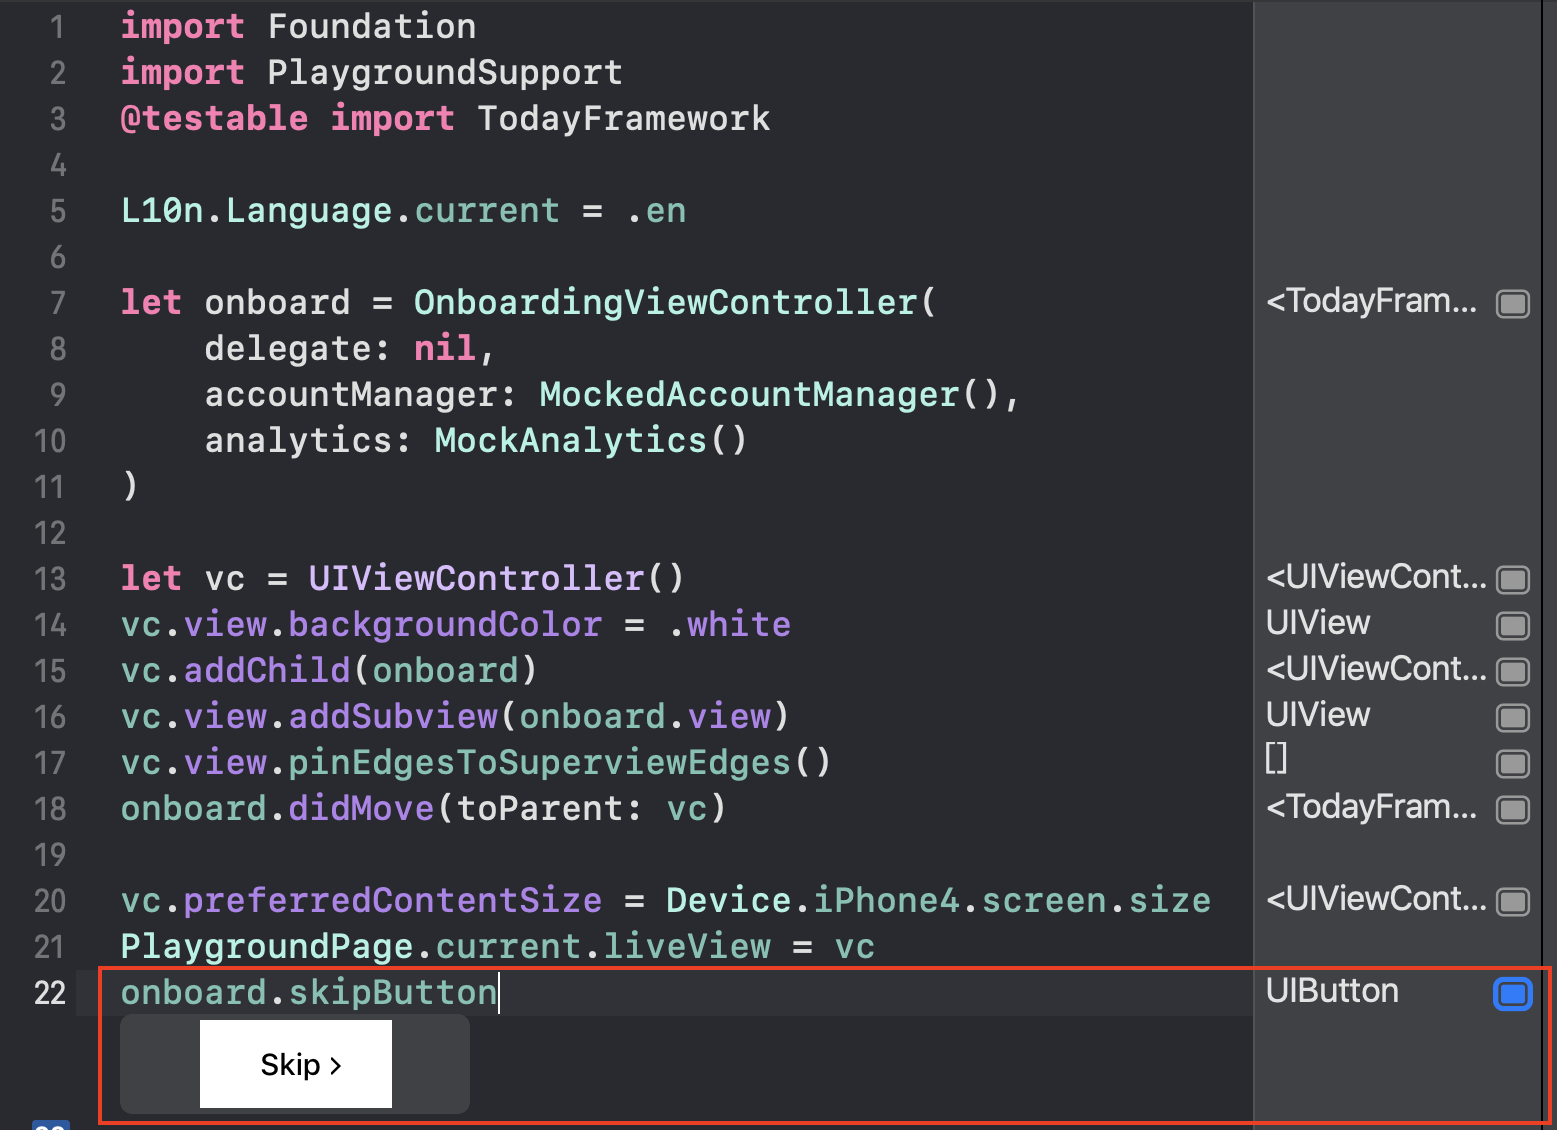 1 import Foundation
2 import PlaygroundSupport
3 @testable import TodayFramework
4
5 L10n.Language.current = .en
6
7 let onboard = OnboardingViewController( <TodayFram...
8 delegate: nil,
9 accountManager: MockedAccountManager(),
10 analytics: MockAnalytics()
11 )
12
13 let vc = UIViewController() <UIViewCont...
14 vc.view.backgroundColor = .white UIView
15 vc.addChild(onboard) <UIViewCont...
16 vc.view.addSubview(onboard.view) UIView
17 vc.view.pinEdgesToSuperviewEdges() []
18 onboard.didMove(toParent: vc) <TodayFram...
19
20 vc.preferredContentSize = Device.iPhone4.screen.size <UIViewCont...
21 PlaygroundPage.current.liveView = vc
22 onboard.skipButton UIButton
Skip >